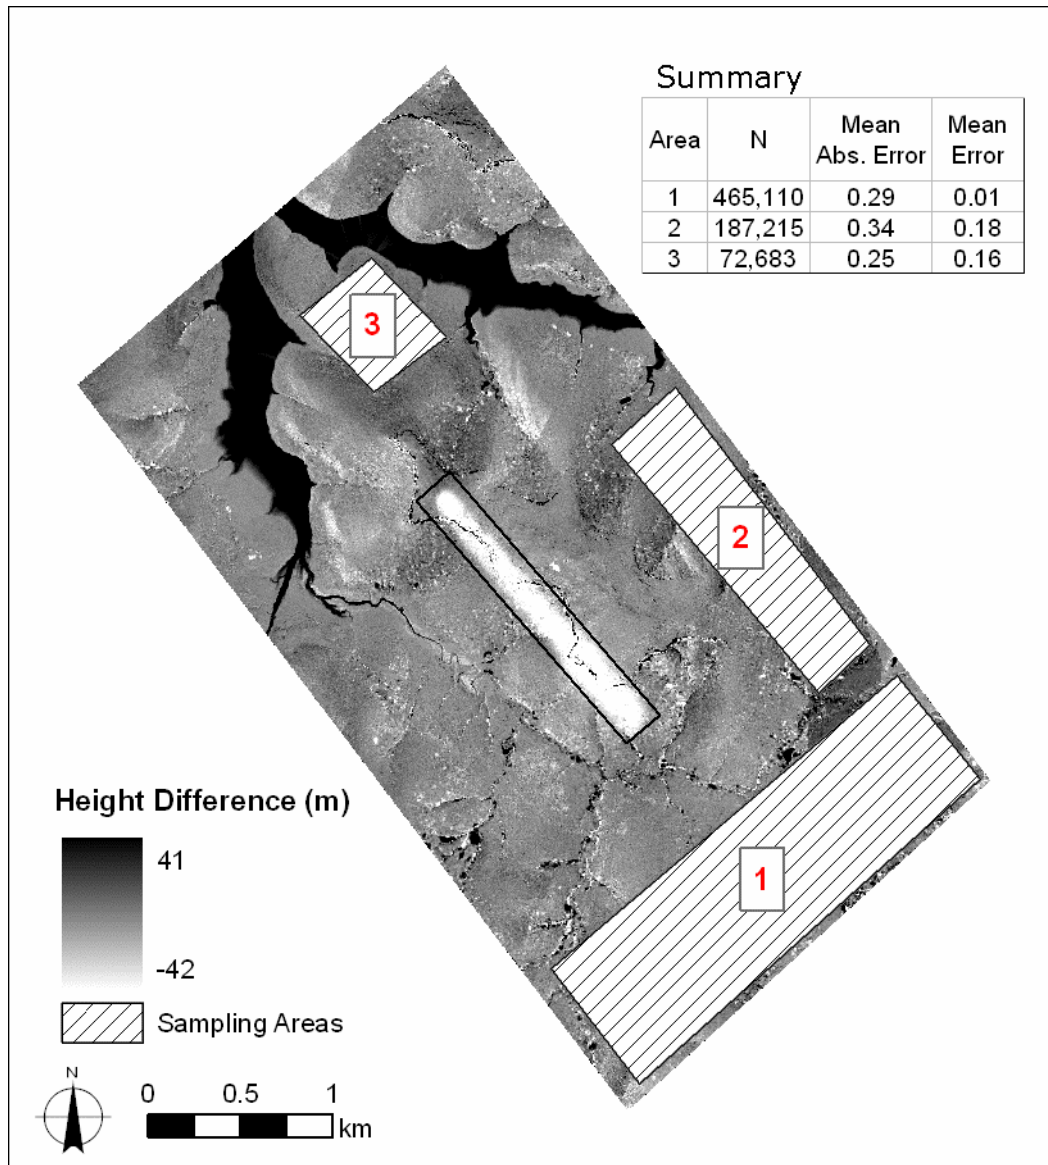 Summary
Area N Mean Abs. Error Mean Error
1 465,110 0.29 0.01
2 187,215 0.34 0.18
3 72,683 0.25 0.16
3
2
1
Height Difference (m)
41
-42
Sampling Areas
N
0 0.5 1
km